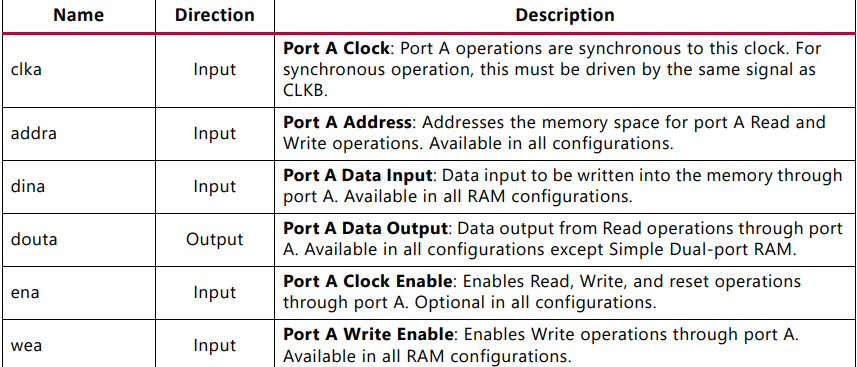 Name Direction Description
clka Input Port A Clock: Port A operations are synchronous to this clock. For
synchronous operation, this must be driven by the same signal as
CLKB.
addra Input Port A Address: Addresses the memory space for port A Read and
Write operations. Available in all configurations.
dina Input Port A Data Input: Data input to be written into the memory through
port A. Available in all RAM configurations.
douta Output Port A Data Output: Data output from Read operations through port
A. Available in all configurations except Simple Dual-port RAM.
ena Input Port A Clock Enable: Enables Read, Write, and reset operations
through port A. Optional in all configurations.
wea Input Port A Write Enable: Enables Write operations through port A.
Available in all RAM configurations.